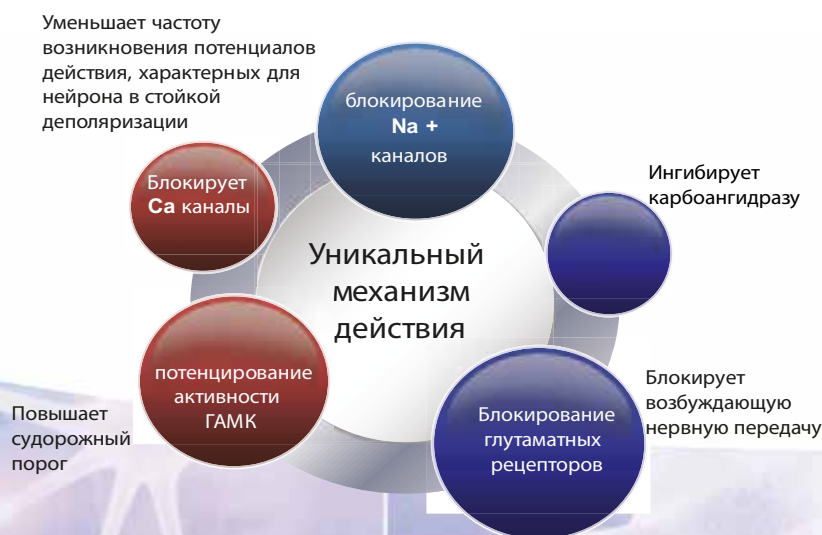 Уменьшает частоту
возникновения потенциалов
действия, характерных для
нейрона в стойкой
деполяризации
блокирование
Na +
каналов
Блокирует
Ca каналы
Ингибирует
карбоангидразу
Уникальный
механизм
действия
потенцирование
активности
ГАМК
Повышает
судорожный
порог
Блокирование
глутаматных
рецепторов
Блокирует
возбуждающую
нервную передачу